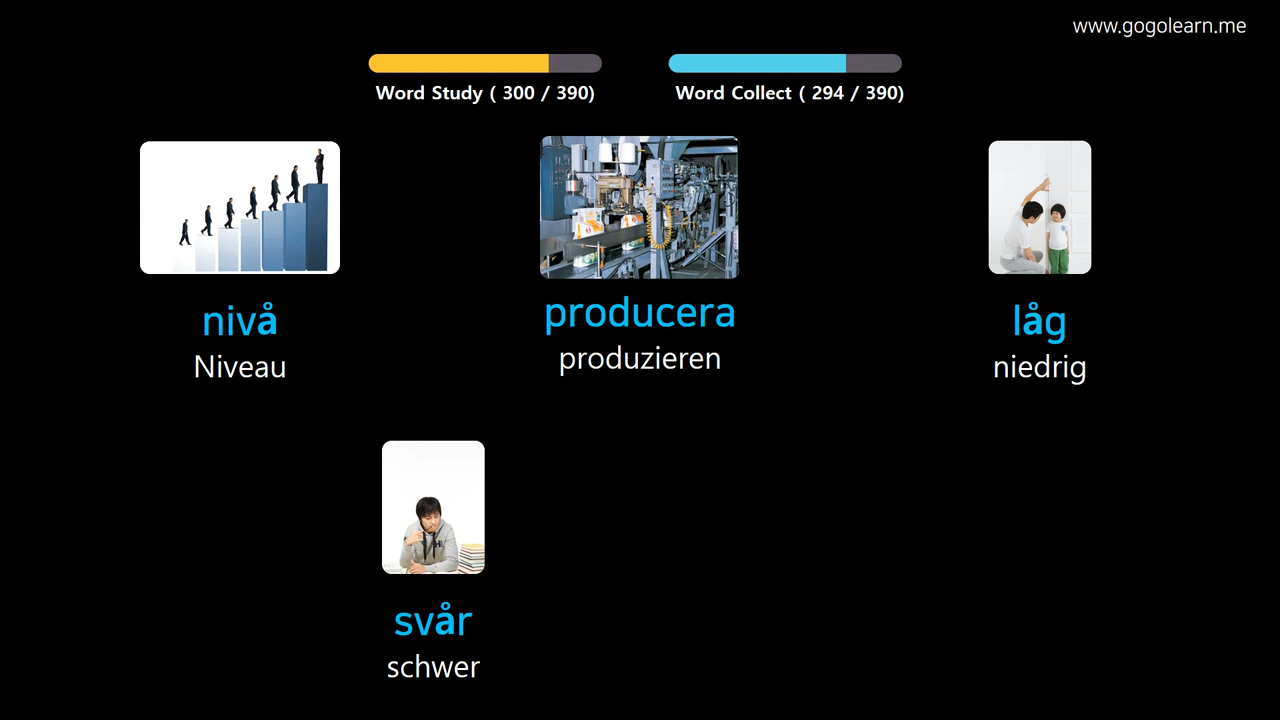 www.gogolearn.me
Word Study ( 300 / 390)
Word Collect ( 294 / 390)
nivå
Niveau
producera
produzieren
låg
niedrig
svår
schwer